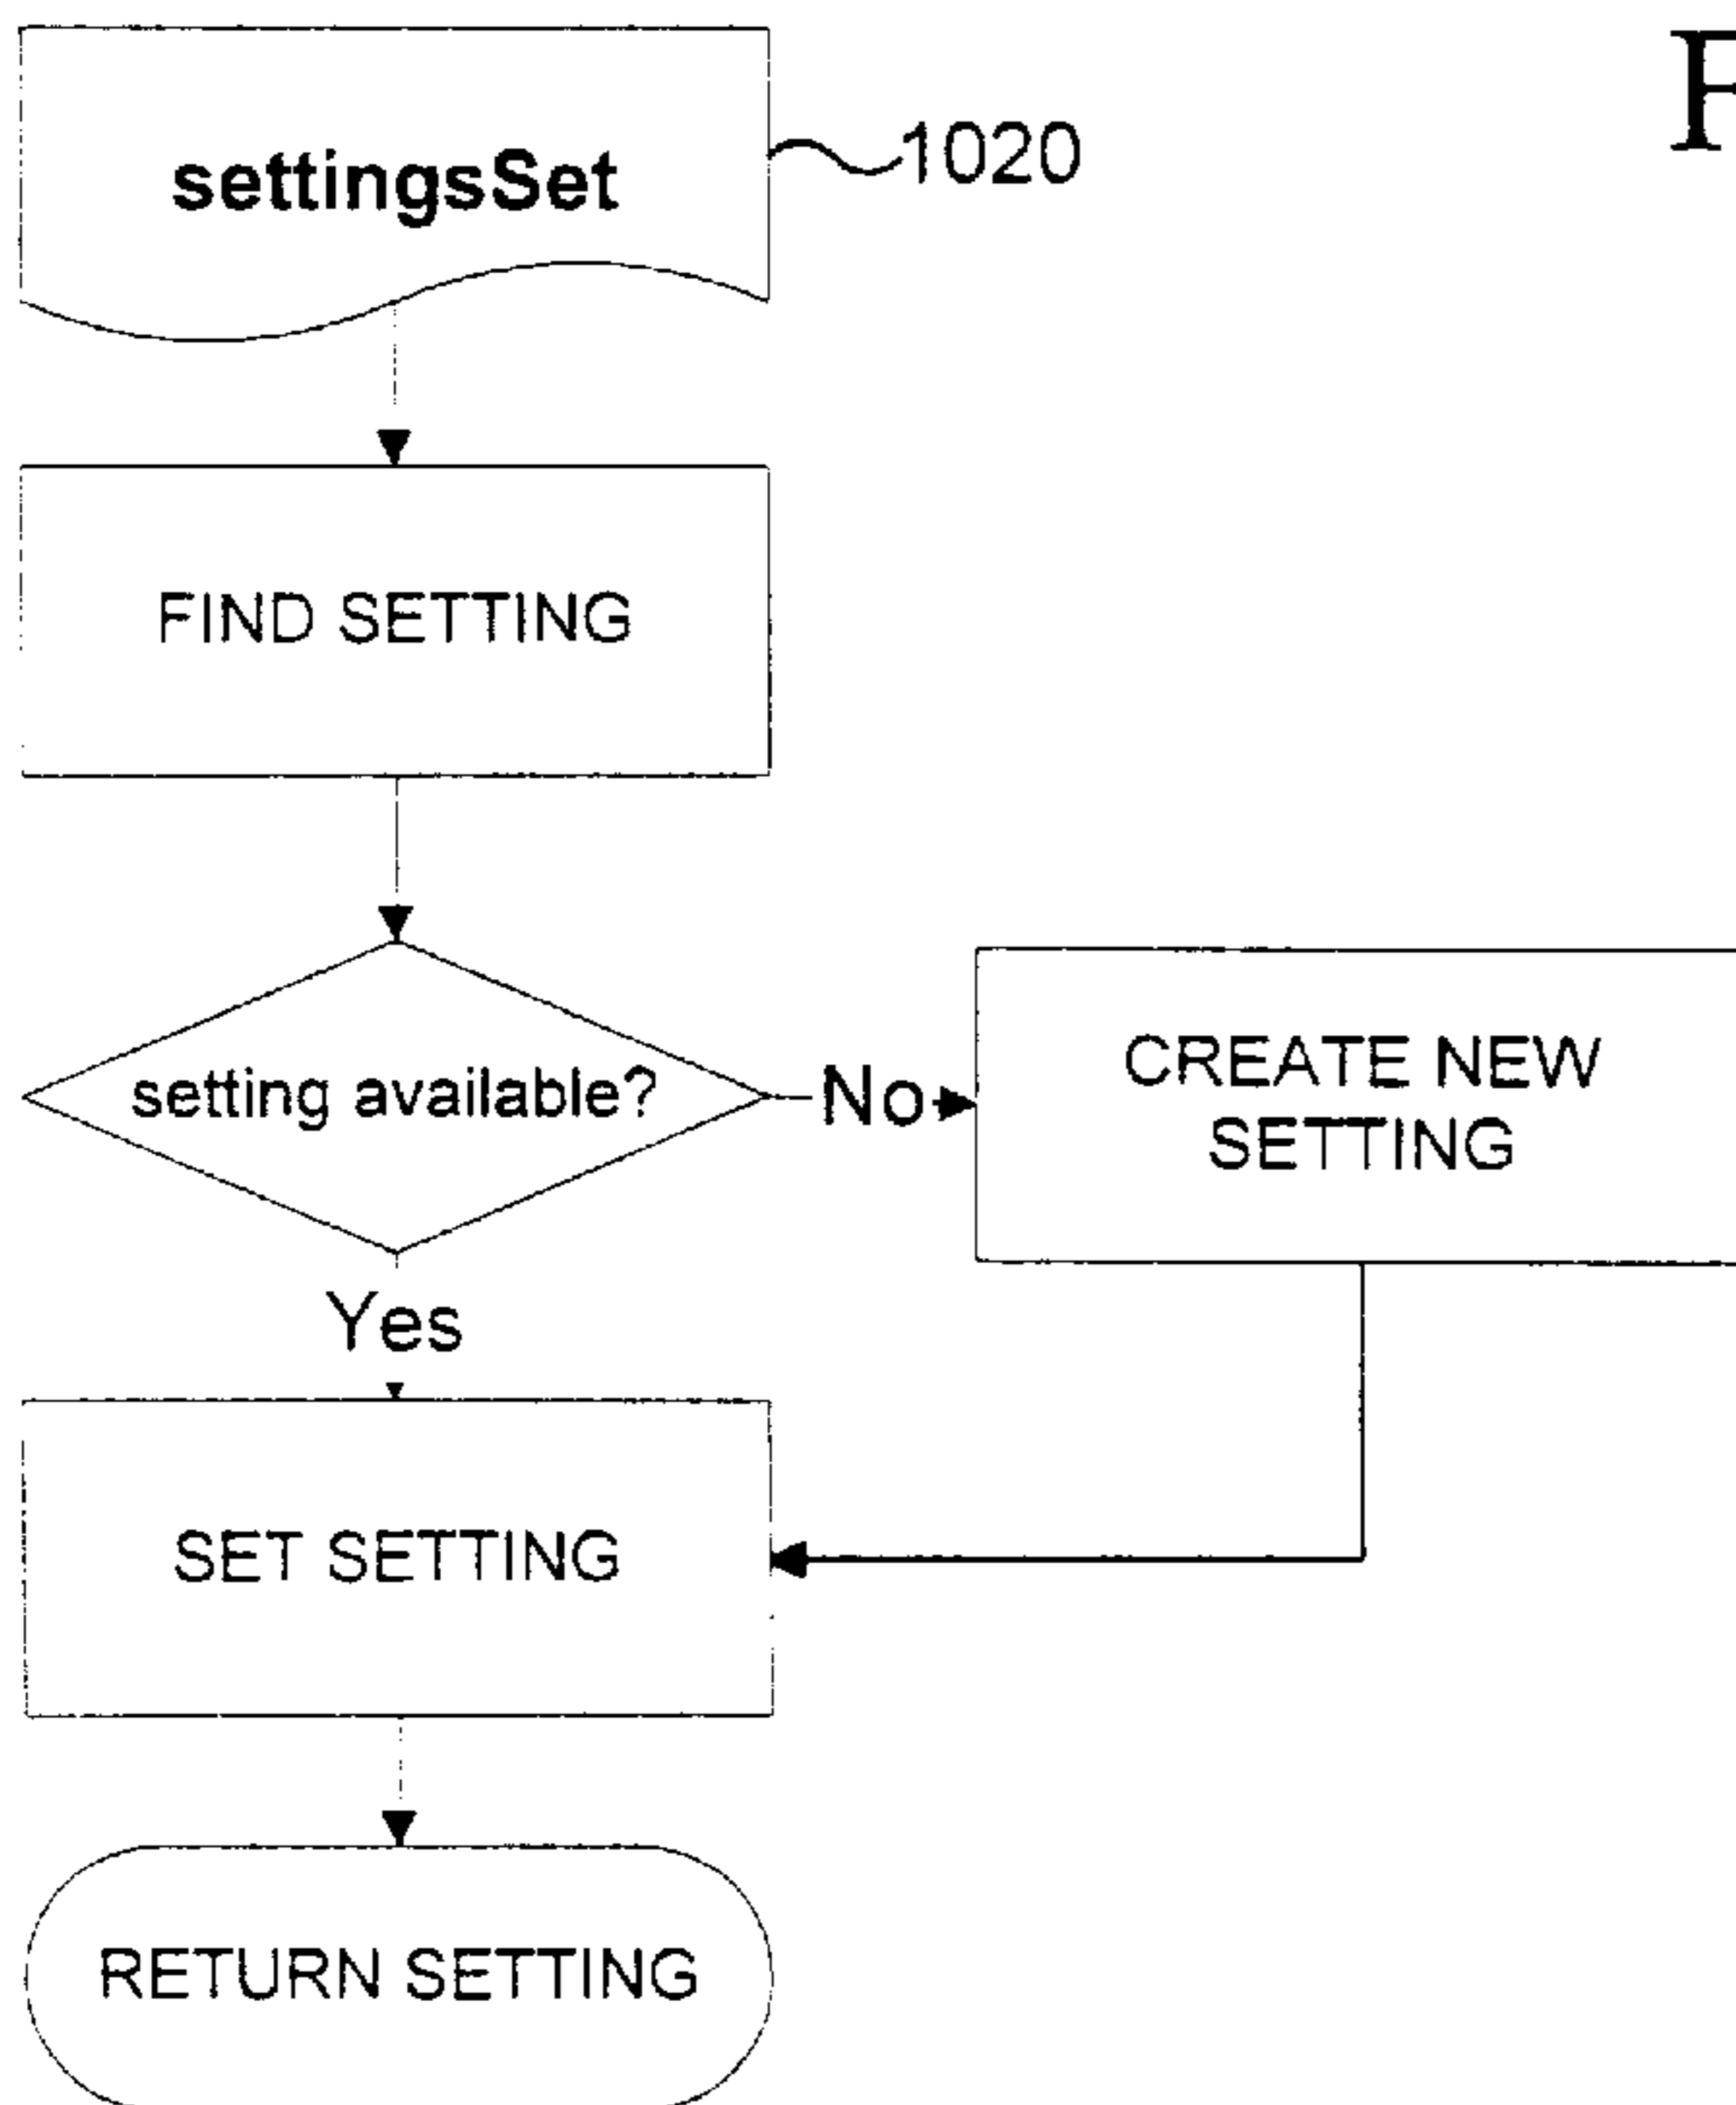 settingsSet
1020
FIND SETTING
setting available?
No
CREATE NEW
SETTING
Yes
SET SETTING
RETURN SETTING